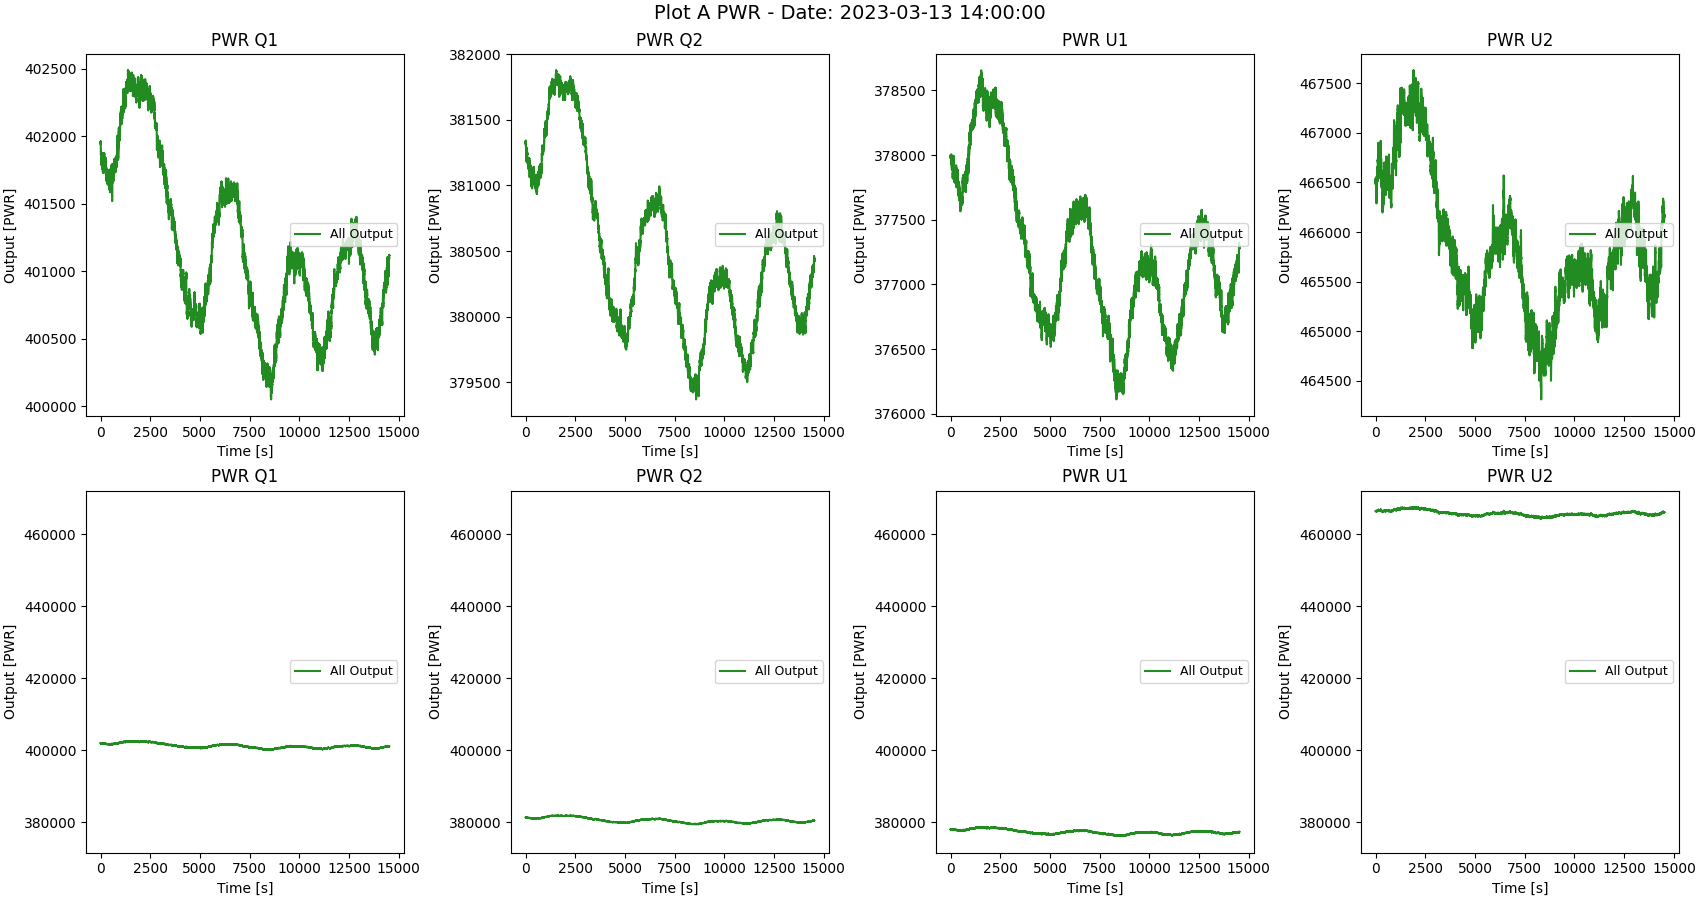 Plot A PWR - Date: 2023-03-13 14:00:00
PWR Q1
402500
402000
401500
401000
400500
400000
Output [PWR]
All Output
0 2500 5000 7500 10000 12500 15000
Time [s]
PWR Q2
382000
381500
381000
380500
380000
379500
Output [PWR]
All Output
0 2500 5000 7500 10000 12500 15000
Time [s]
PWR U1
378500
378000
377500
377000
376500
376000
Output [PWR]
All Output
0 2500 5000 7500 10000 12500 15000
Time [s]
PWR U2
467500
467000
466500
466000
465500
465000
464500
Output [PWR]
All Output
0 2500 5000 7500 10000 12500 15000
Time [s]
PWR Q1
460000
440000
420000
400000
380000
Output [PWR]
All Output
0 2500 5000 7500 10000 12500 15000
Time [s]
PWR Q2
460000
440000
420000
400000
380000
Output [PWR]
All Output
0 2500 5000 7500 10000 12500 15000
Time [s]
PWR U1
460000
440000
420000
400000
380000
Output [PWR]
All Output
0 2500 5000 7500 10000 12500 15000
Time [s]
PWR U2
460000
440000
420000
400000
380000
Output [PWR]
All Output
0 2500 5000 7500 10000 12500 15000
Time [s]